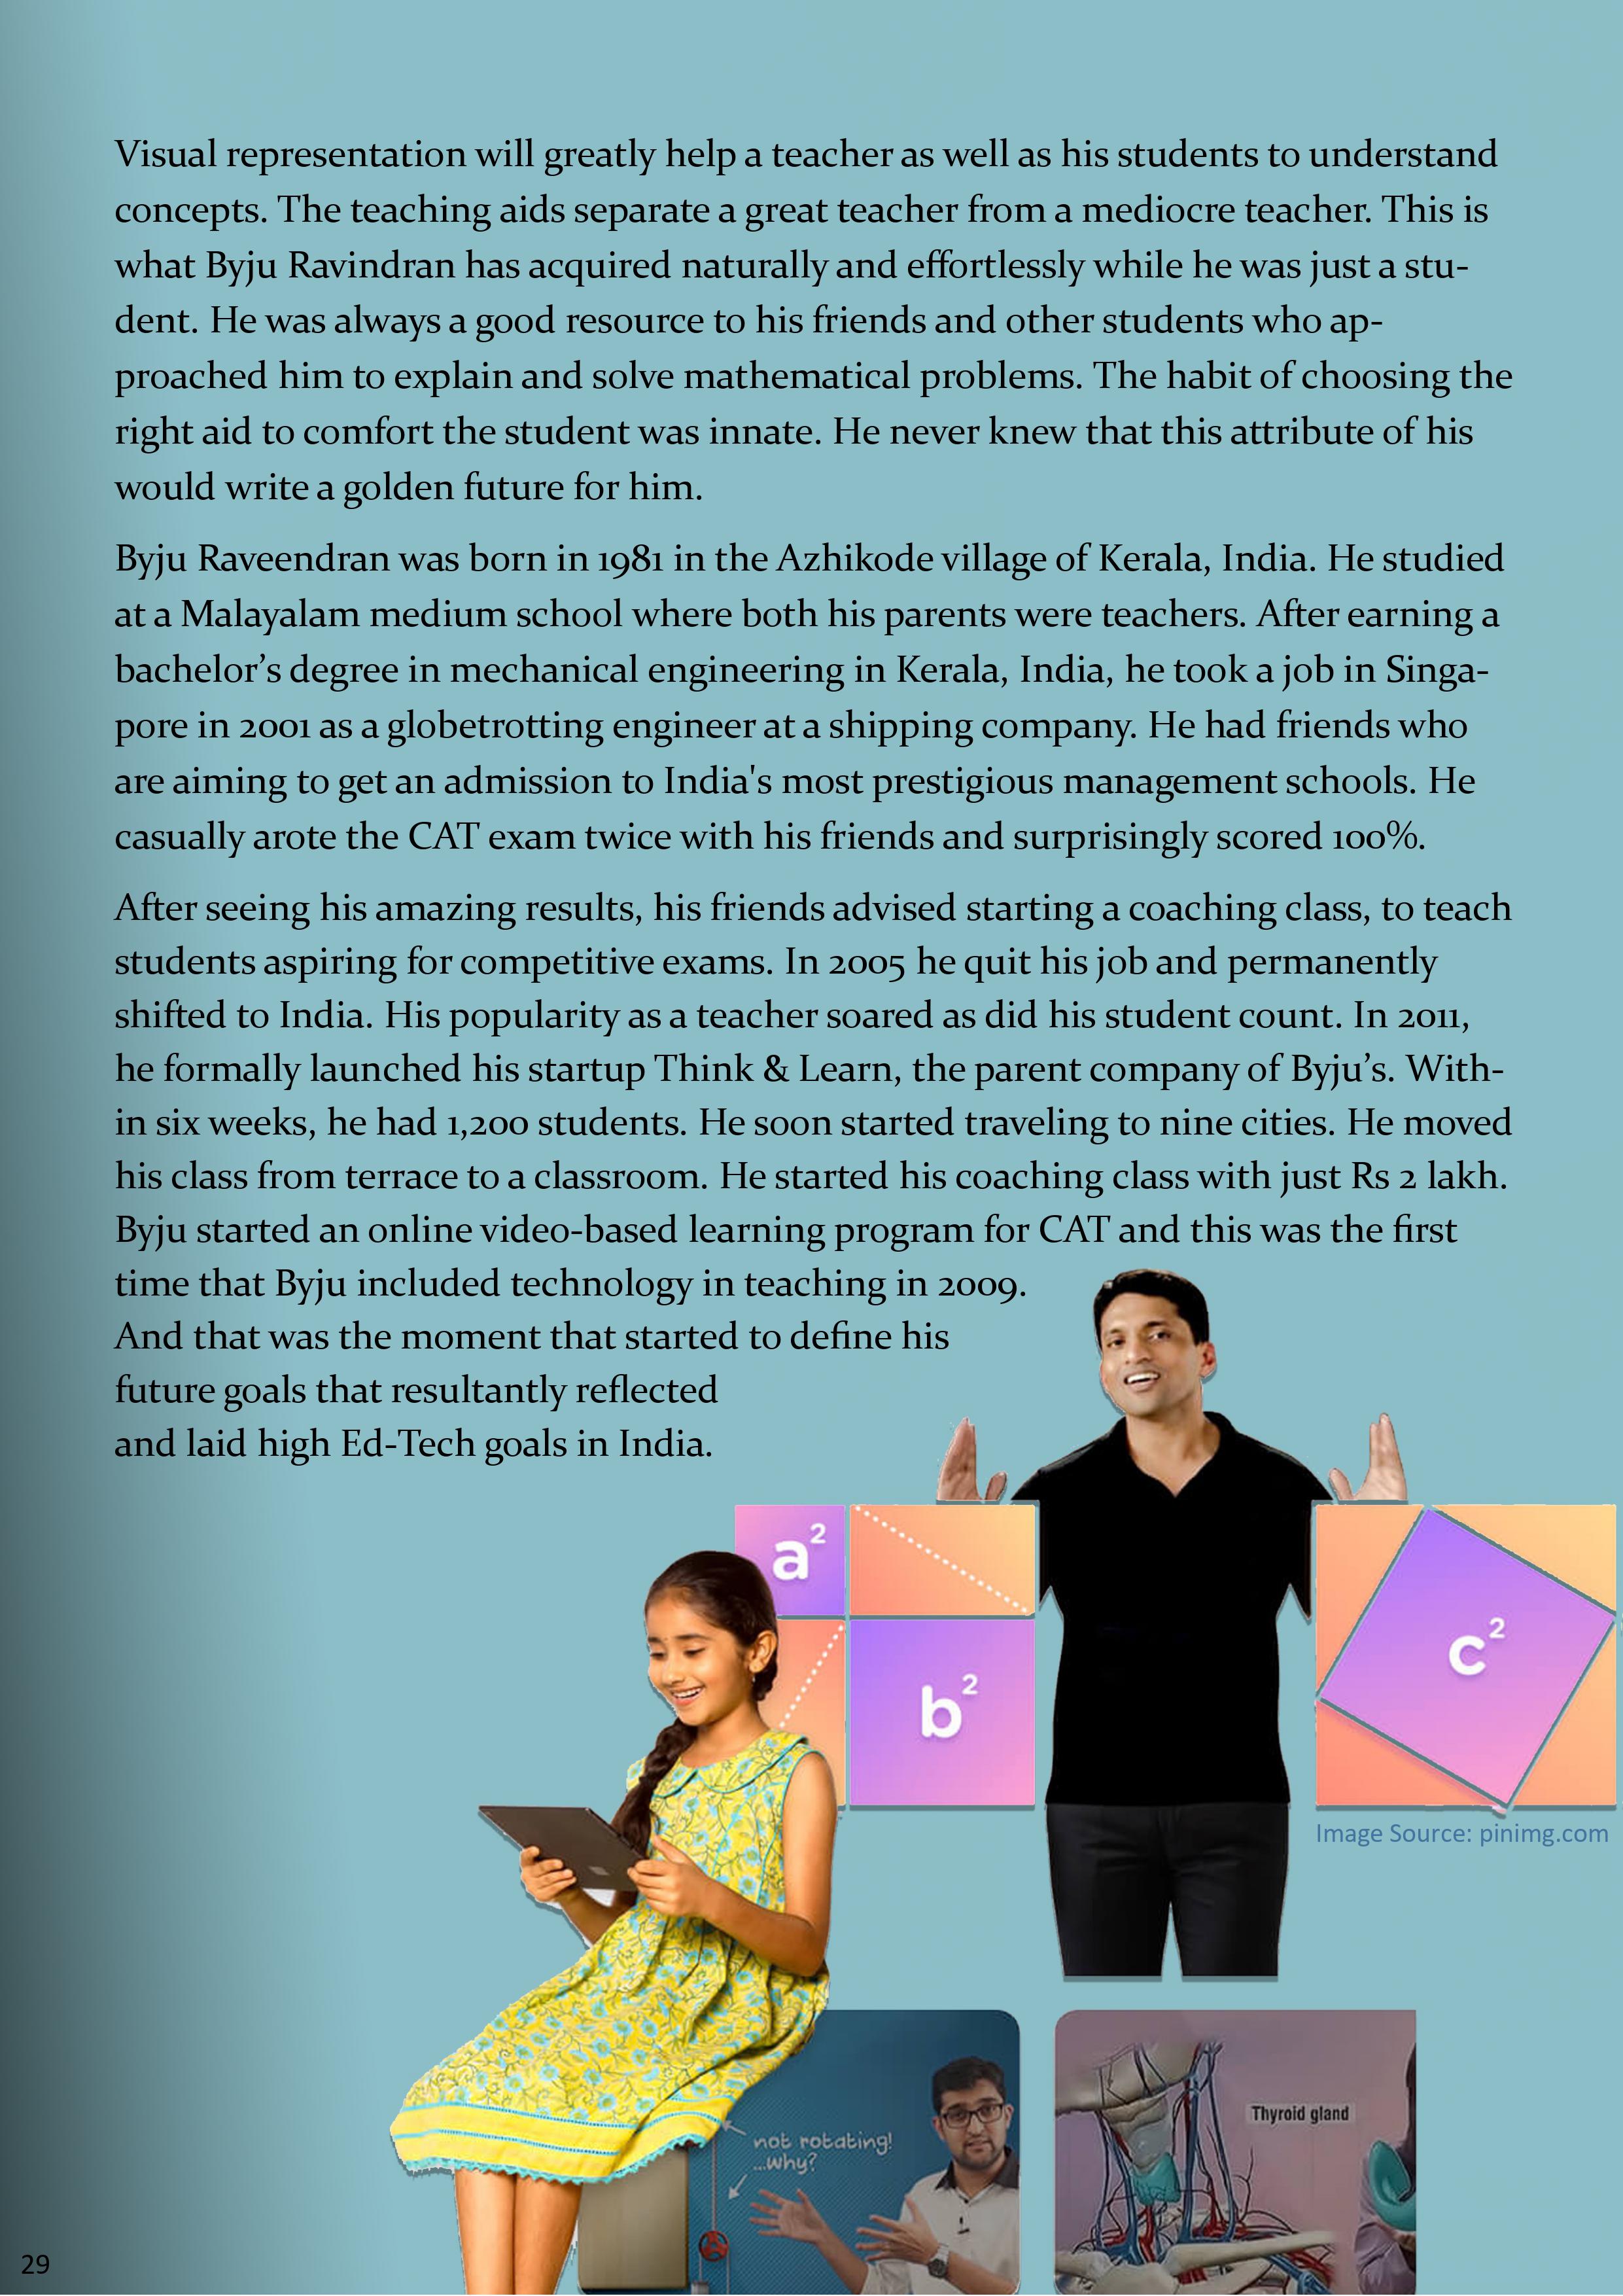 Visual representation will greatly help a teacher as well as his students to understand
concepts. The teaching aids separate a great teacher from a mediocre teacher. This is
what Byju Ravindran has acquired naturally and effortlessly while he was just a stu-
dent. He was always a good resource to his friends and other students who ap-
proached him to explain and solve mathematical problems. The habit of choosing the
right aid to comfort the student was innate. He never knew that this attribute of his
would write a golden future for him.
Byju Raveendran was born in 1981 in the Azhikode village of Kerala, India. He studied
at a Malayalam medium school where both his parents were teachers. After earning a
bachelor’s degree in mechanical engineering in Kerala, India, he took a job in Singa-
pore in 2001 as a globetrotting engineer at a shipping company. He had friends who
are aiming to get an admission to India's most prestigious management schools. He
casually arote the CAT exam twice with his friends and surprisingly scored 100%.
After seeing his amazing results, his friends advised starting a coaching class, to teach
students aspiring for competitive exams. In 2005 he quit his job and permanently
shifted to India. His popularity as a teacher soared as did his student count. In 2011,
he formally launched his startup Think & Learn, the parent company of Byju’s. With-
in six weeks, he had 1,200 students. He soon started traveling to nine cities. He moved
his class from terrace to a classroom. He started his coaching class with just Rs 2 lakh.
Byju started an online video-based learning program for CAT and this was the first
time that Byju included technology in teaching in 2009.
And that was the moment that started to define his
future goals that resultantly reflected
and laid high Ed-Tech goals in India.
a²
b²
c²
Image Source: pinimg.com
not rotating!
...why?
Thyroid gland
29